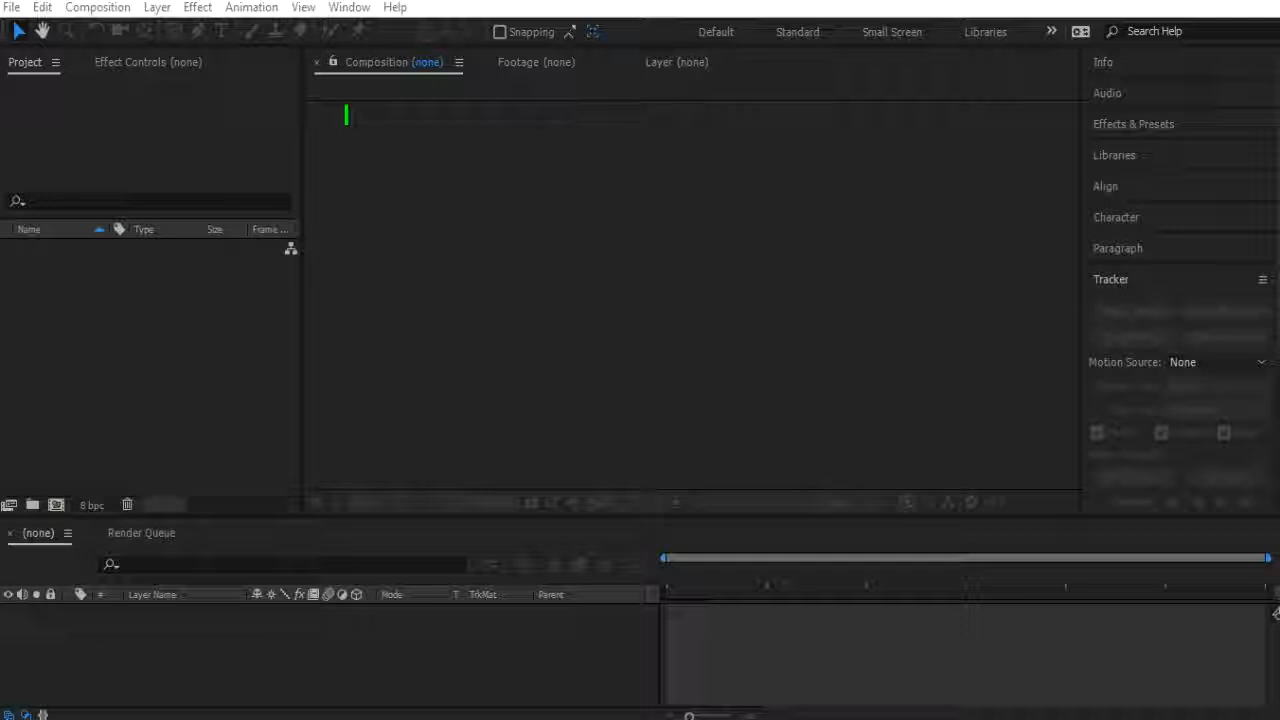 File Edit Composition Layer Effect Animation View Window Help
Snapping Default Standard Small Screen Libraries Search Help
Project Effect Controls (none) Composition (none) Footage (none) Layer (none) Info
Audio
Effects & Presets
Libraries
Align
Character
Paragraph
Tracker
Name Type Size Frame ...
Motion Source: None
8 bpc
(none) Render Queue
# Layer Name Mode T TrkMat Parent